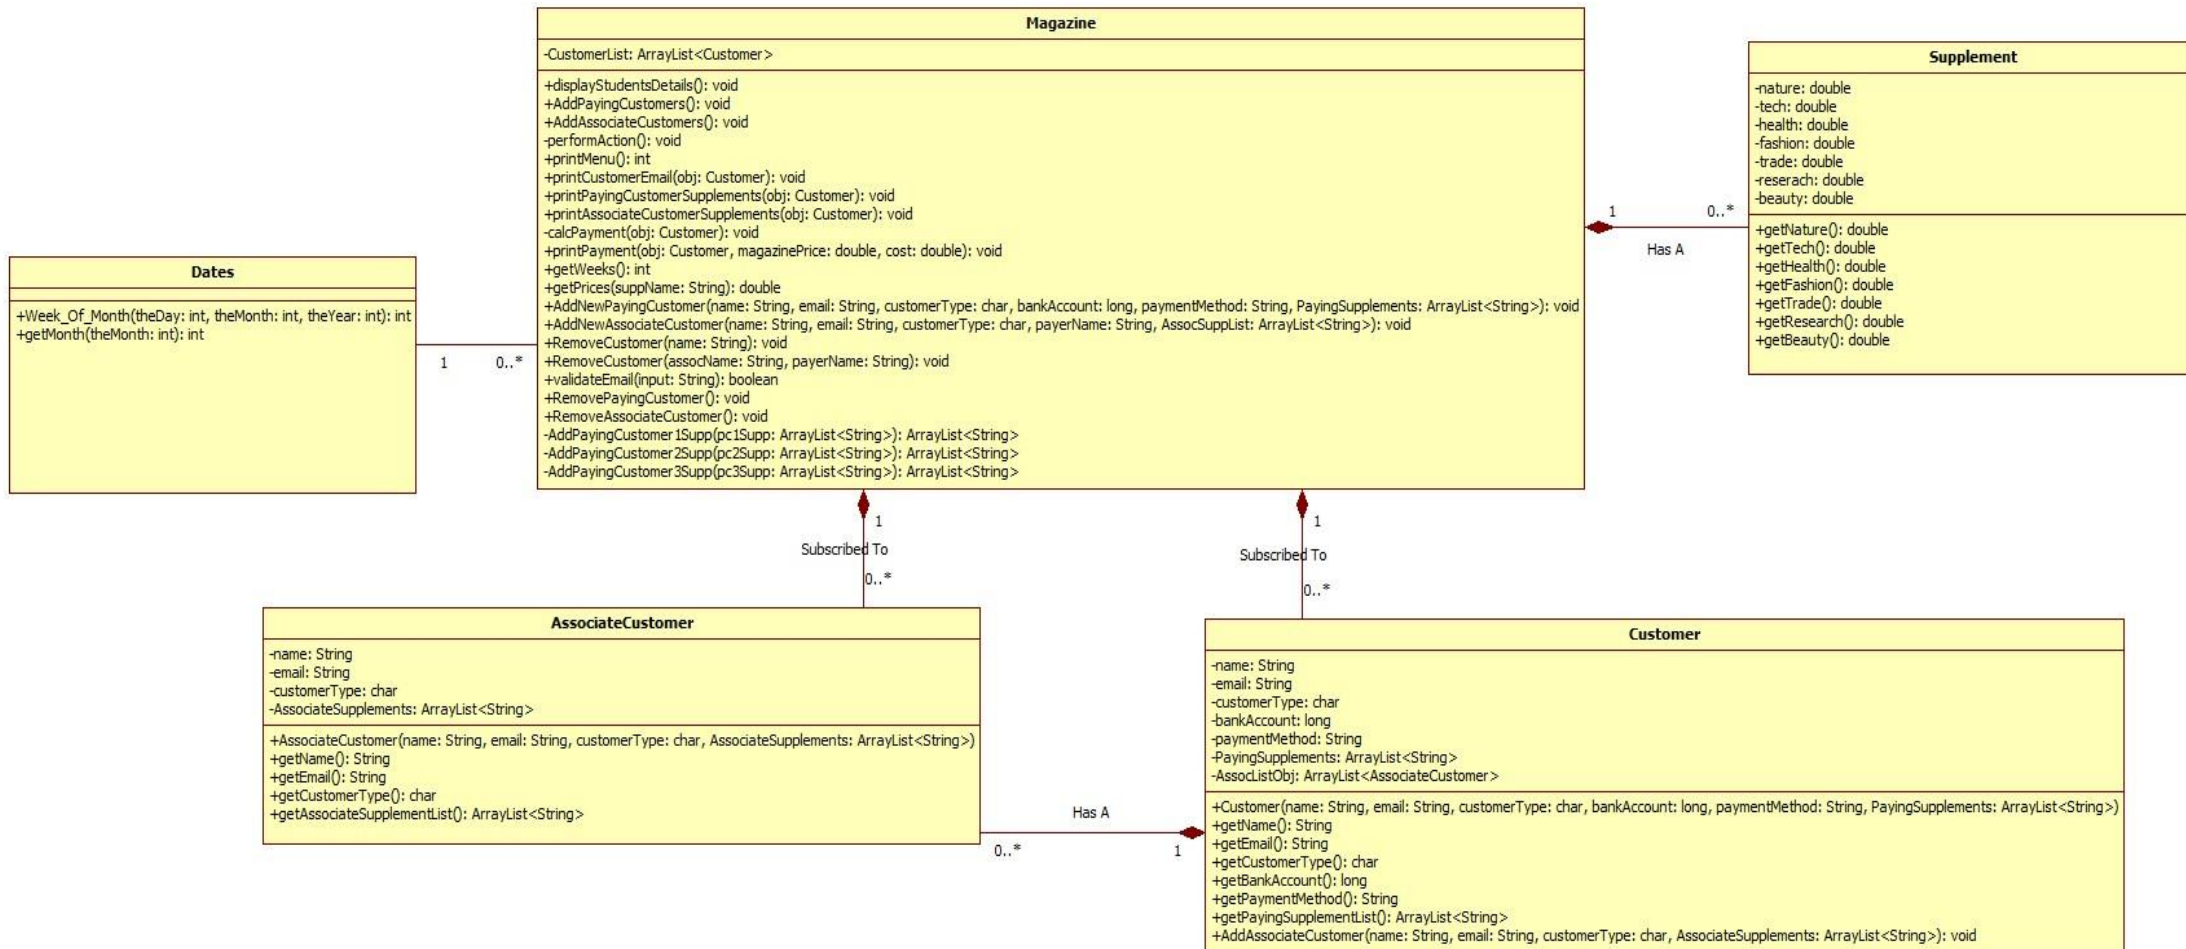 Magazine
-CustomerList: ArrayList<Customer>
+displayStudentsDetails(): void
+AddPayingCustomers(): void
+AddAssociateCustomers(): void
-performAction(): void
+printMenu(): int
+printCustomerEmail(obj: Customer): void
+printPayingCustomerSupplements(obj: Customer): void
+printAssociateCustomerSupplements(obj: Customer): void
-calcPayment(obj: Customer): void
+printPayment(obj: Customer, magazinePrice: double, cost: double): void
+getWeeks(): int
+getPrices(suppName: String): double
+AddNewPayingCustomer(name: String, email: String, customerType: char, bankAccount: long, paymentMethod: String, PayingSupplements: ArrayList<String>): void
+AddNewAssociateCustomer(name: String, email: String, customerType: char, payerName: String, AssocSuppList: ArrayList<String>): void
+RemoveCustomer(name: String): void
+RemoveCustomer(assocName: String, payerName: String): void
+validateEmail(input: String): boolean
+RemovePayingCustomer(): void
+RemoveAssociateCustomer(): void
-AddPayingCustomer1Supp(pc1Supp: ArrayList<String>): ArrayList<String>
-AddPayingCustomer2Supp(pc2Supp: ArrayList<String>): ArrayList<String>
-AddPayingCustomer3Supp(pc3Supp: ArrayList<String>): ArrayList<String>
Supplement
-nature: double
-tech: double
-health: double
-fashion: double
-trade: double
-reserach: double
-beauty: double
+getNature(): double
+getTech(): double
+getHealth(): double
+getFashion(): double
+getTrade(): double
+getResearch(): double
+getBeauty(): double
1 0..*
Has A
Dates
+Week_Of_Month(theDay: int, theMonth: int, theYear: int): int
+getMonth(theMonth: int): int
1 0..*
1
Subscribed To
0..*
1
Subscribed To
0..*
AssociateCustomer
-name: String
-email: String
-customerType: char
-AssociateSupplements: ArrayList<String>
+AssociateCustomer(name: String, email: String, customerType: char, AssociateSupplements: ArrayList<String>)
+getName(): String
+getEmail(): String
+getCustomerType(): char
+getAssociateSupplementList(): ArrayList<String>
Has A
0..* 1
Customer
-name: String
-email: String
-customerType: char
-bankAccount: long
-paymentMethod: String
-PayingSupplements: ArrayList<String>
-AssocListObj: ArrayList<AssociateCustomer>
+Customer(name: String, email: String, customerType: char, bankAccount: long, paymentMethod: String, PayingSupplements: ArrayList<String>)
+getName(): String
+getEmail(): String
+getCustomerType(): char
+getBankAccount(): long
+getPaymentMethod(): String
+getPayingSupplementList(): ArrayList<String>
+AddAssociateCustomer(name: String, email: String, customerType: char, AssociateSupplements: ArrayList<String>): void